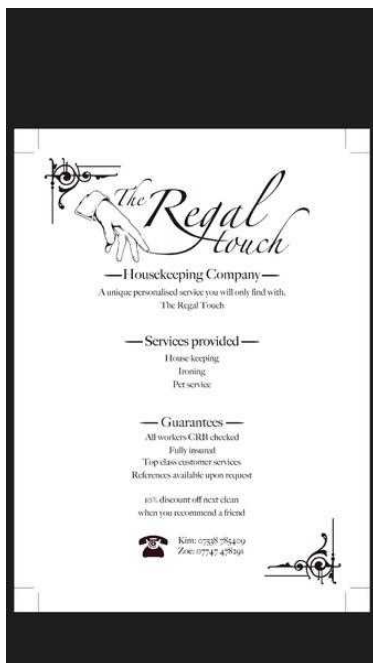 The Regal
touch
Housekeeping Company
A unique personalised service you will only find with.
The Regal Touch
Services provided
House keeping
Ironing
Pet service
Guarantees
All workers CRB checked
Fully insured
Top class customer services
References available upon request
10% discount off next clean
when you recommend a friend
Kim: 07538 785409
Zoe: 07747 478291